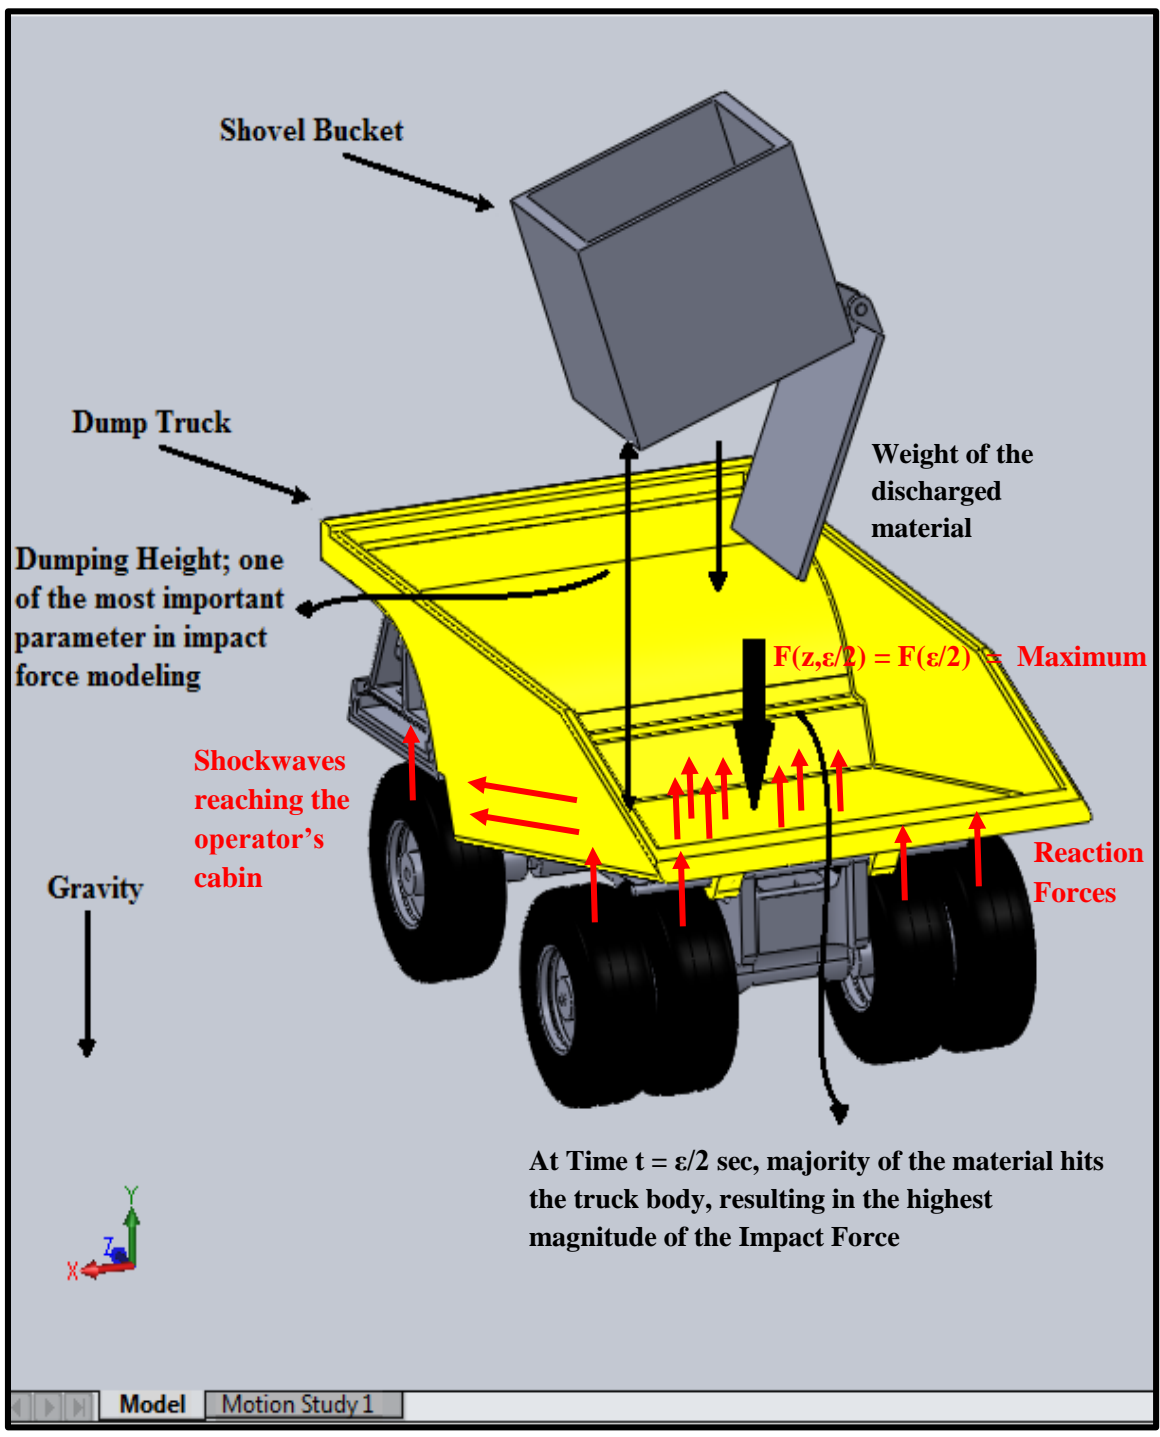 Shovel Bucket
Dump Truck
Weight of the
discharged
material
Dumping Height; one
of the most important
parameter in impact
force modeling
F(z,ε/2) = F(ε/2) = Maximum
Shockwaves
reaching the
operator’s
cabin
Reaction
Forces
Gravity
At Time t = ε/2 sec, majority of the material hits
the truck body, resulting in the highest
magnitude of the Impact Force
Y
Z
X
Model
Motion Study 1